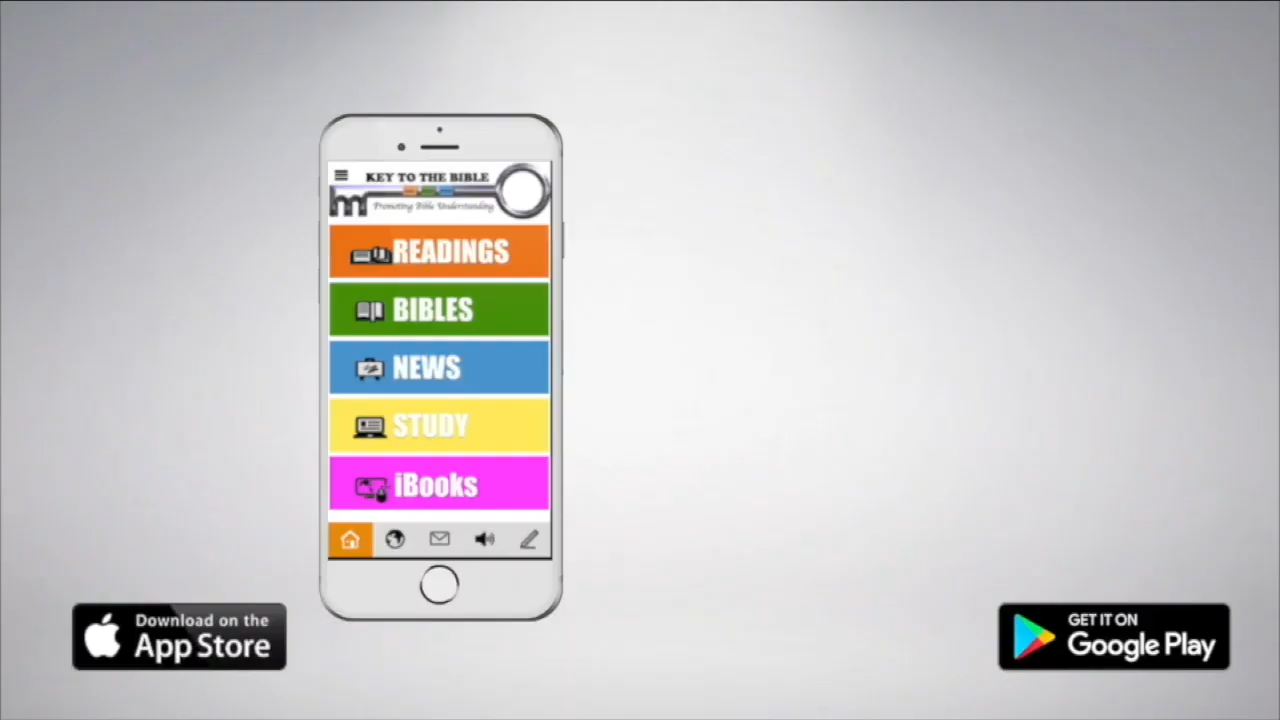 KEY TO THE BIBLE
Promoting Bible Understanding
READINGS
BIBLES
NEWS
STUDY
iBooks
Download on the
App Store
GET IT ON
Google Play